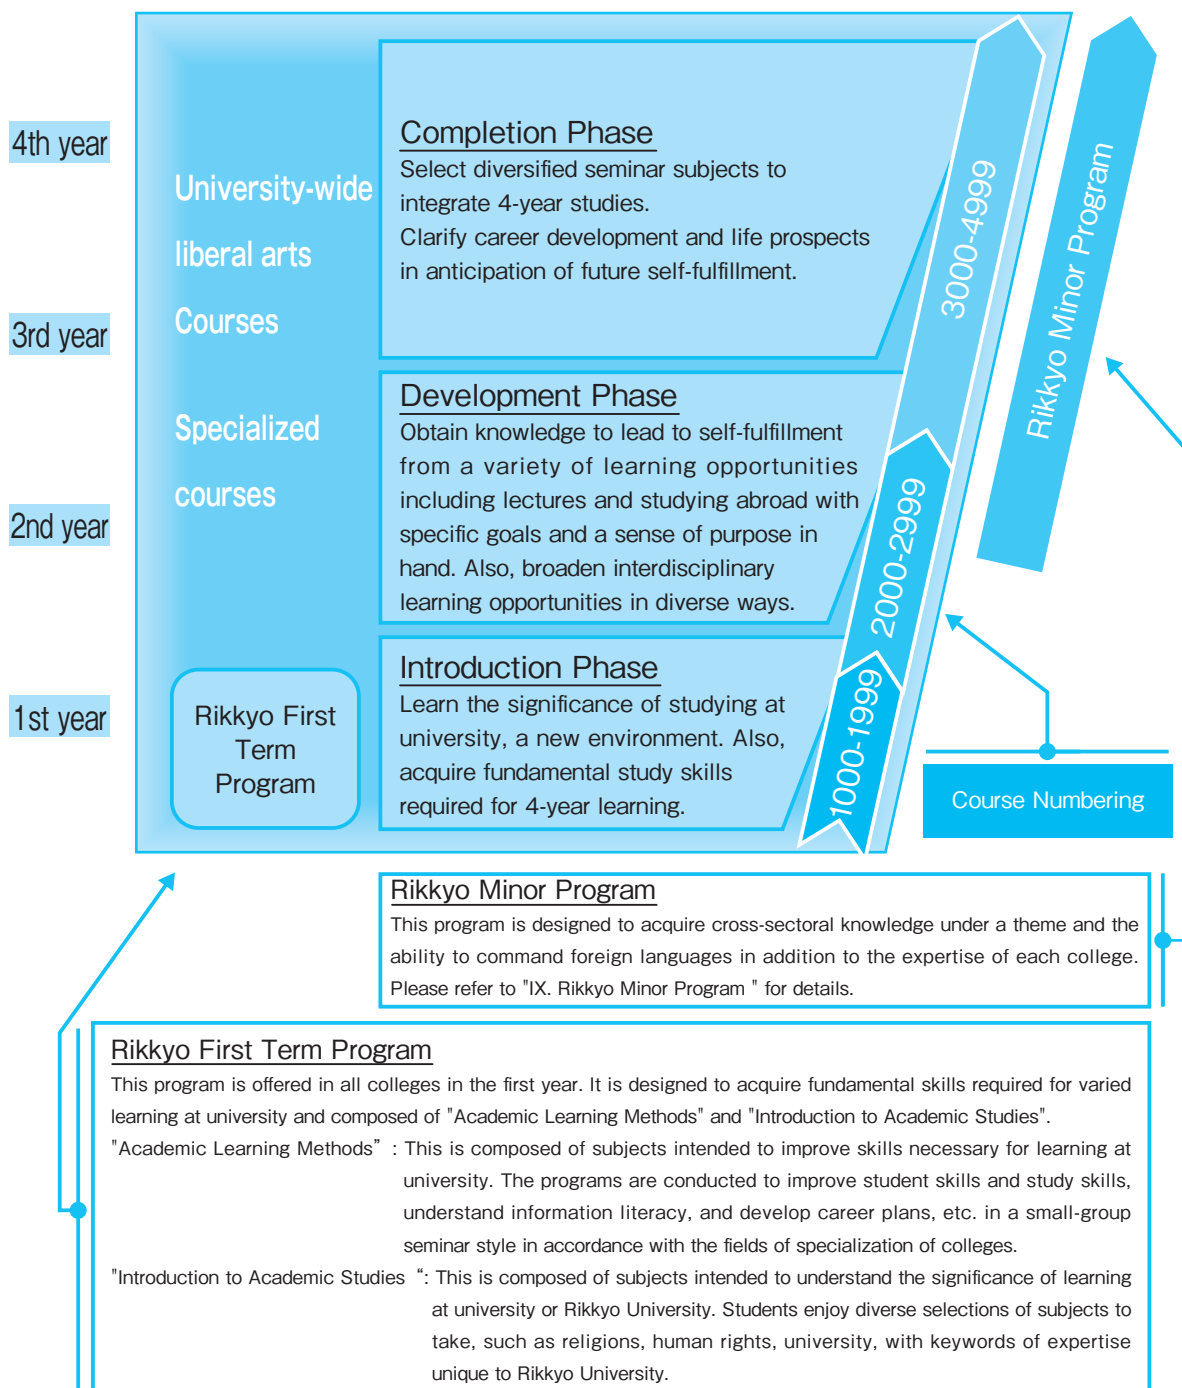 4th year
3rd year
2nd year
1st year
University-wide
liberal arts
Courses
Specialized
courses
Rikkyo First
Term
Program
Completion Phase
Select diversified seminar subjects to
integrate 4-year studies.
Clarify career development and life prospects
in anticipation of future self-fulfillment.
Development Phase
Obtain knowledge to lead to self-fulfillment
from a variety of learning opportunities
including lectures and studying abroad with
specific goals and a sense of purpose in
hand. Also, broaden interdisciplinary
learning opportunities in diverse ways.
Introduction Phase
Learn the significance of studying at
university, a new environment. Also,
acquire fundamental study skills
required for 4-year learning.
3000-4999
2000-2999
1000-1999
Rikkyo Minor Program
Course Numbering
Rikkyo Minor Program
This program is designed to acquire cross-sectoral knowledge under a theme and the
ability to command foreign languages in addition to the expertise of each college.
Please refer to "IX. Rikkyo Minor Program " for details.
Rikkyo First Term Program
This program is offered in all colleges in the first year. It is designed to acquire fundamental skills required for varied
learning at university and composed of "Academic Learning Methods" and "Introduction to Academic Studies".
"Academic Learning Methods” : This is composed of subjects intended to improve skills necessary for learning at
university. The programs are conducted to improve student skills and study skills,
understand information literacy, and develop career plans, etc. in a small-group
seminar style in accordance with the fields of specialization of colleges.
"Introduction to Academic Studies “: This is composed of subjects intended to understand the significance of learning
at university or Rikkyo University. Students enjoy diverse selections of subjects to
take, such as religions, human rights, university, with keywords of expertise
unique to Rikkyo University.